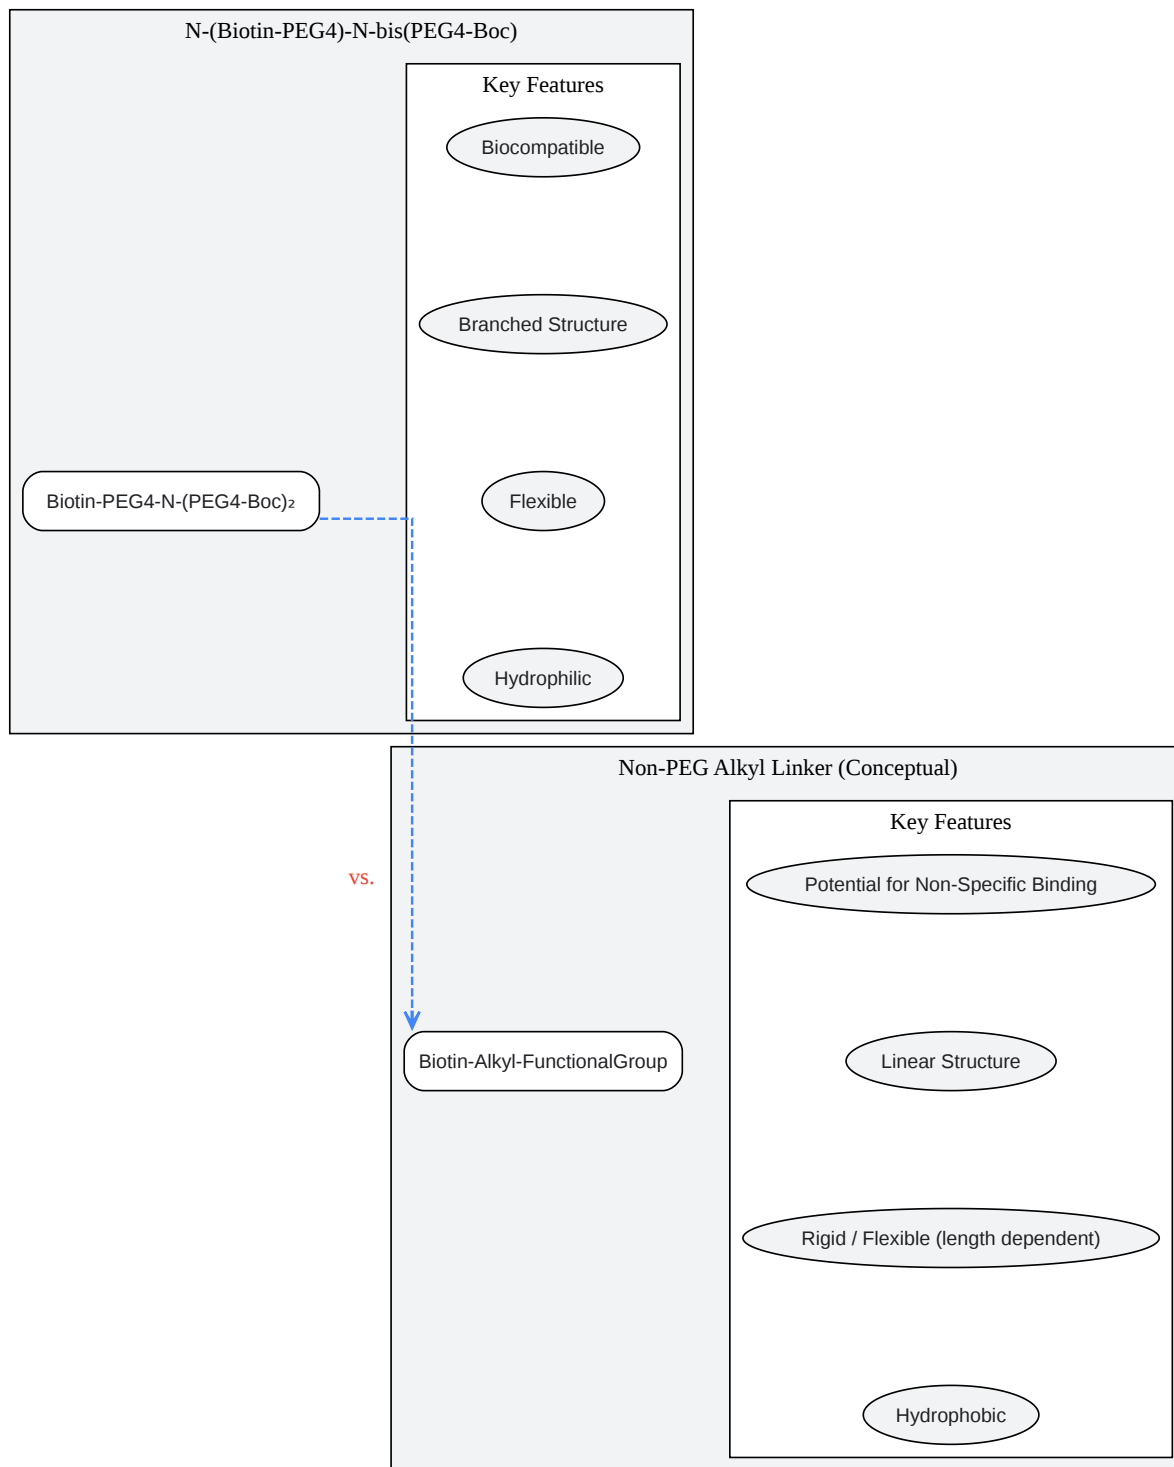 N-(Biotin-PEG4)-N-bis(PEG4-Boc)
Key Features
Biocompatible
Branched Structure
Biotin-PEG4-N-(PEG4-Boc)₂
Flexible
Hydrophilic
Non-PEG Alkyl Linker (Conceptual)
Key Features
vs.
Potential for Non-Specific Binding
Biotin-Alkyl-FunctionalGroup
Linear Structure
Rigid / Flexible (length dependent)
Hydrophobic